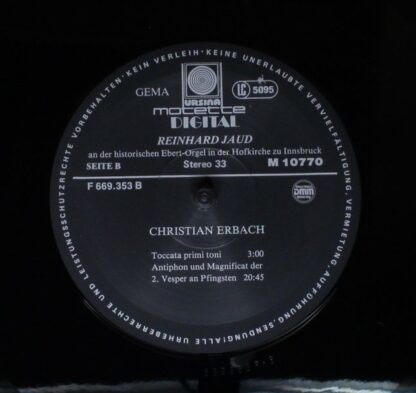 LEISTUNGSSCHUTZRECHTE VORBEHALTEN · KEIN VERLEIH · KEINE UNERLAUBTE VERVIELFÄLTIGUNG, VERMIETUNG, AUFFÜHRUNG, SENDUNG! ALLE URHEBERRECHTE UND
GEMA
URSINA
motette
DIGITAL
LC 5095
REINHARD JAUD
an der historischen Ebert-Orgel in der Hofkirche zu Innsbruck
SEITE B Stereo 33 M 10770
F 669.353 B
DMM
CHRISTIAN ERBACH
Toccata primi toni 3:00
Antiphon und Magnificat der
2. Vesper an Pfingsten 20:45